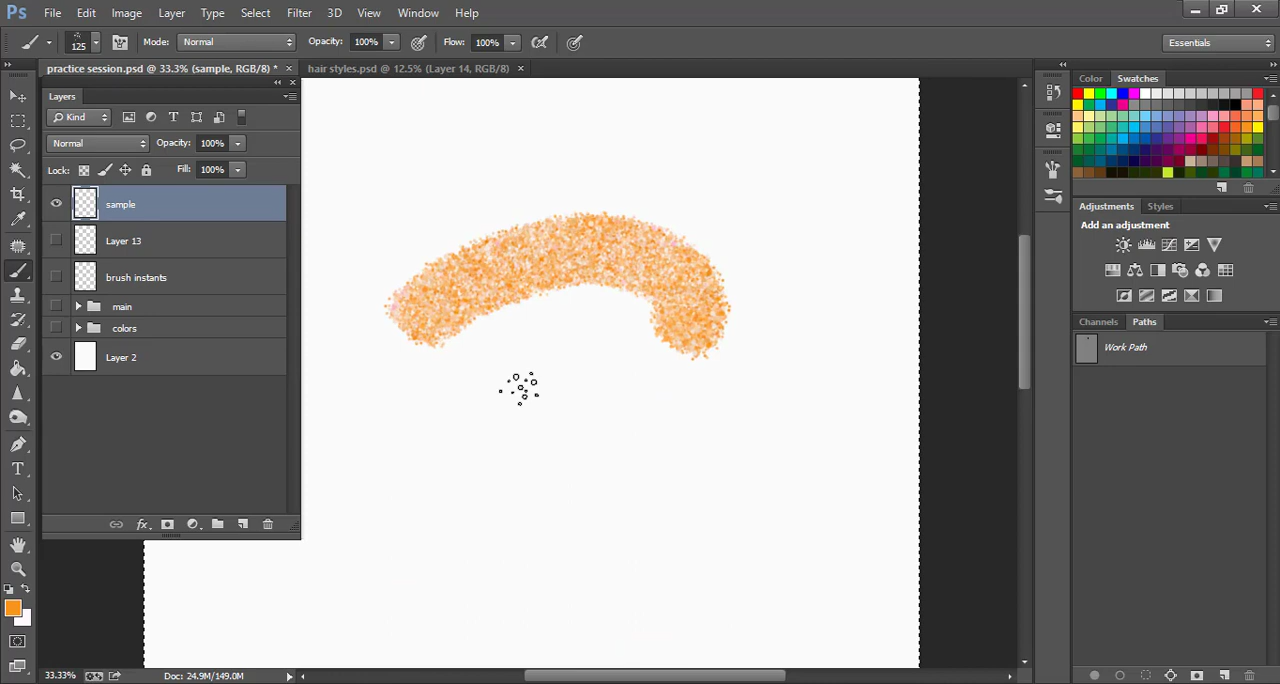 Ps File Edit Image Layer Type Select Filter 3D View Window Help
125 Mode: Normal Opacity: 100% Flow: 100% Essentials
practice session.psd @ 33.3% (sample, RGB/8) * × hair styles.psd @ 12.5% (Layer 14, RGB/8) ×
Layers
Kind
Normal Opacity: 100%
Lock: Fill: 100%
sample
Layer 13
brush instants
main
colors
Layer 2
fx
T
Color Swatches
Adjustments Styles
Add an adjustment
Channels Paths
Work Path
33.33% Doc: 24.9M/149.0M